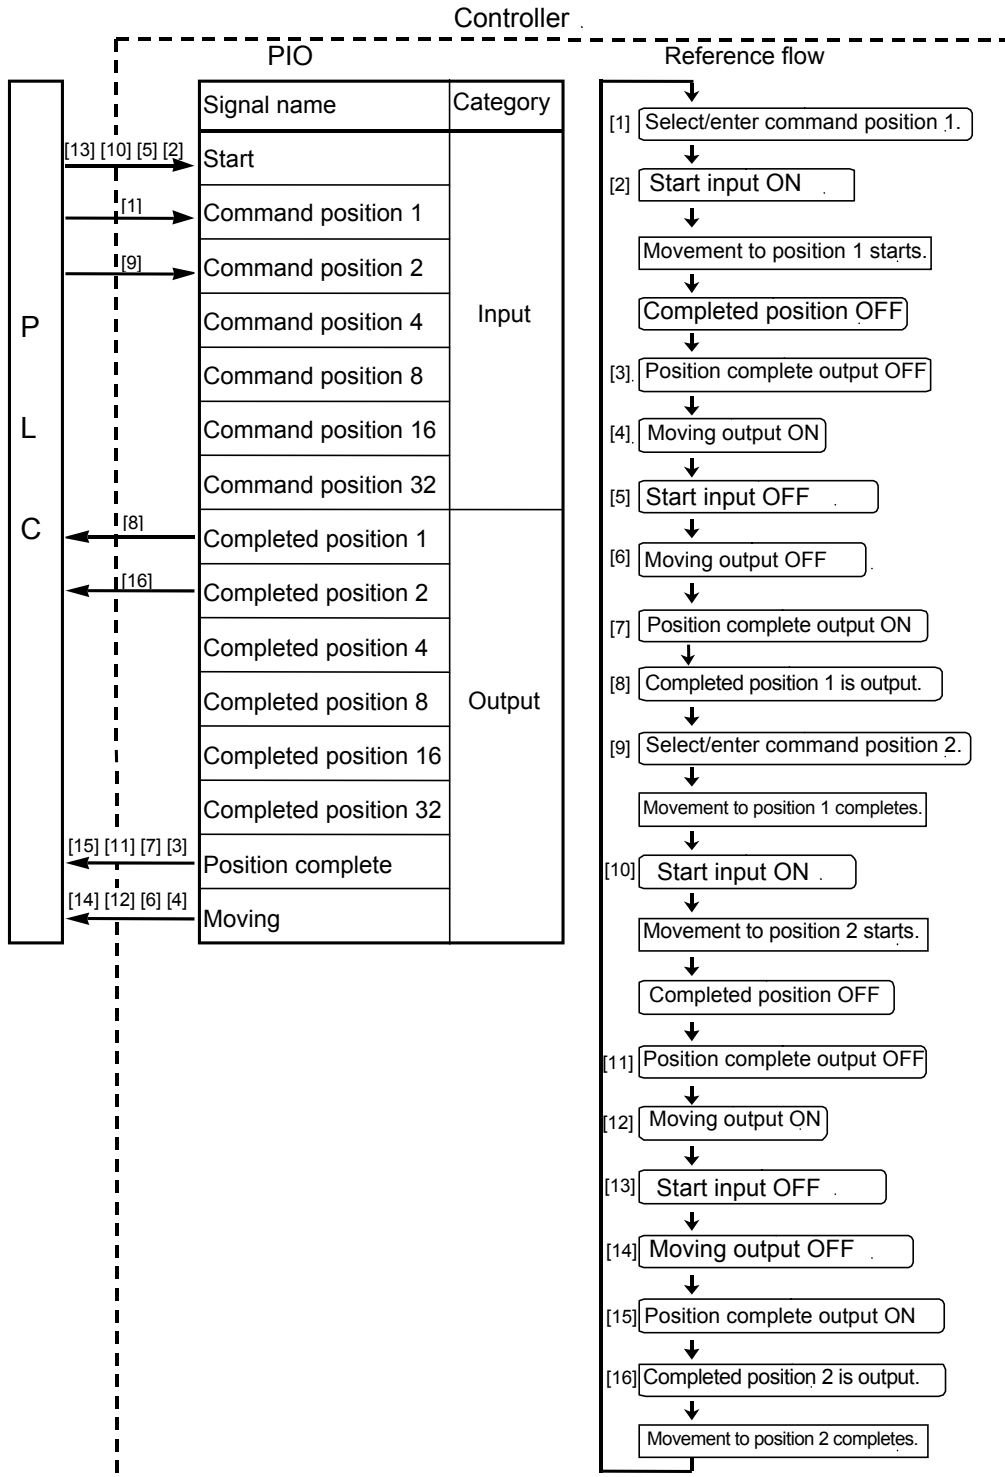 Controller
PIO
Reference flow
Signal name
Category
[1] Select/enter command position 1.
[13] [10] [5] [2]
Start
[2] Start input ON
[1]
Command position 1
Movement to position 1 starts.
[9]
Command position 2
Completed position OFF
P
Command position 4
Input
Command position 8
[3] Position complete output OFF
L
Command position 16
[4] Moving output ON
Command position 32
[5] Start input OFF
C
[8]
Completed position 1
[6] Moving output OFF
[16]
Completed position 2
[7] Position complete output ON
Completed position 4
[8] Completed position 1 is output.
Completed position 8
Output
[9] Select/enter command position 2.
Completed position 16
Completed position 32
Movement to position 1 completes.
[15] [11] [7] [3]
Position complete
[10] Start input ON
[14] [12] [6] [4]
Moving
Movement to position 2 starts.
Completed position OFF
[11] Position complete output OFF
[12] Moving output ON
[13] Start input OFF
[14] Moving output OFF
[15] Position complete output ON
[16] Completed position 2 is output.
Movement to position 2 completes.